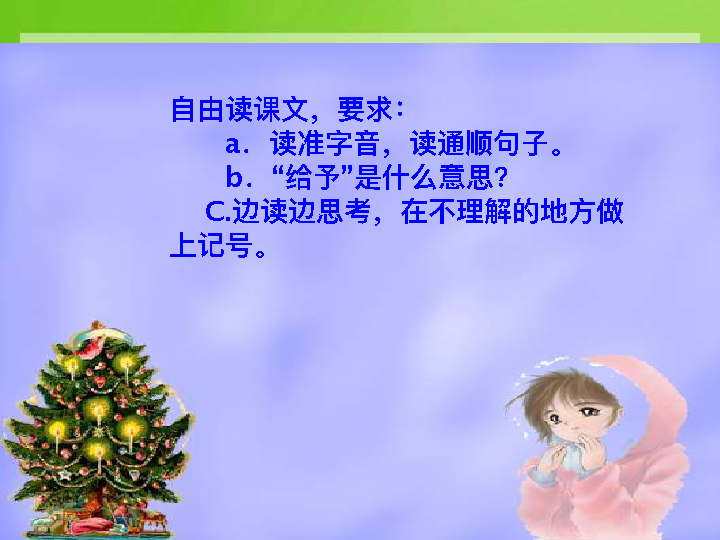 自由读课文，要求：
a．读准字音，读通顺句子。
b．“给予”是什么意思？
C.边读边思考，在不理解的地方做
上记号。